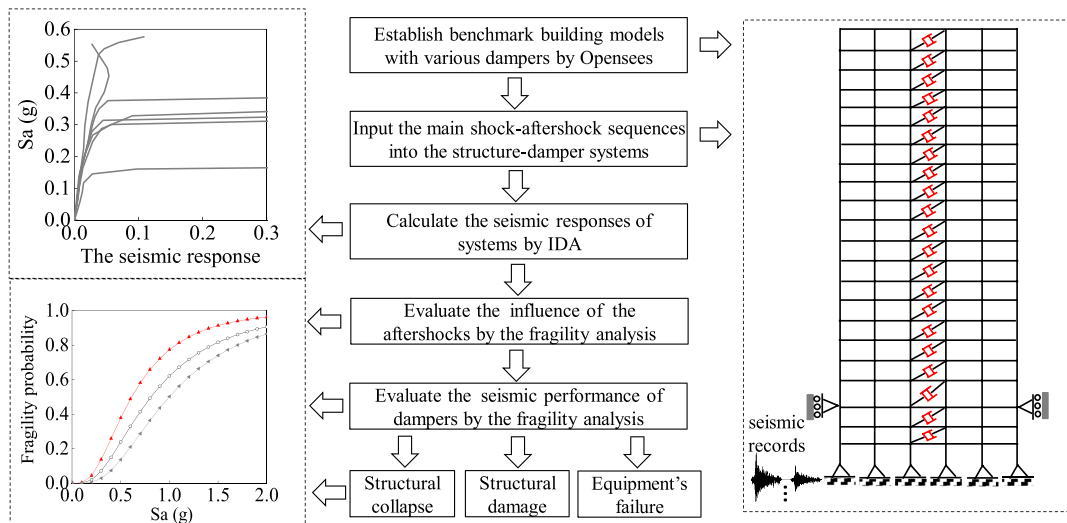 0.6
0.5
0.4
0.3
0.2
0.1
0.0
Sa (g)
0.0
0.1
0.2
0.3
The seismic response
1.0
0.8
0.6
0.4
0.2
0.0
Fragility probability
0.0
0.5
1.0
1.5
2.0
Sa (g)
Establish benchmark building models
with various dampers by Opensees
Input the main shock-aftershock sequences
into the structure-damper systems
Calculate the seismic responses of
systems by IDA
Evaluate the influence of the
aftershocks by the fragility analysis
Evaluate the seismic performance of
dampers by the fragility analysis
Structural
collapse
Structural
damage
Equipment's
failure
seismic
records